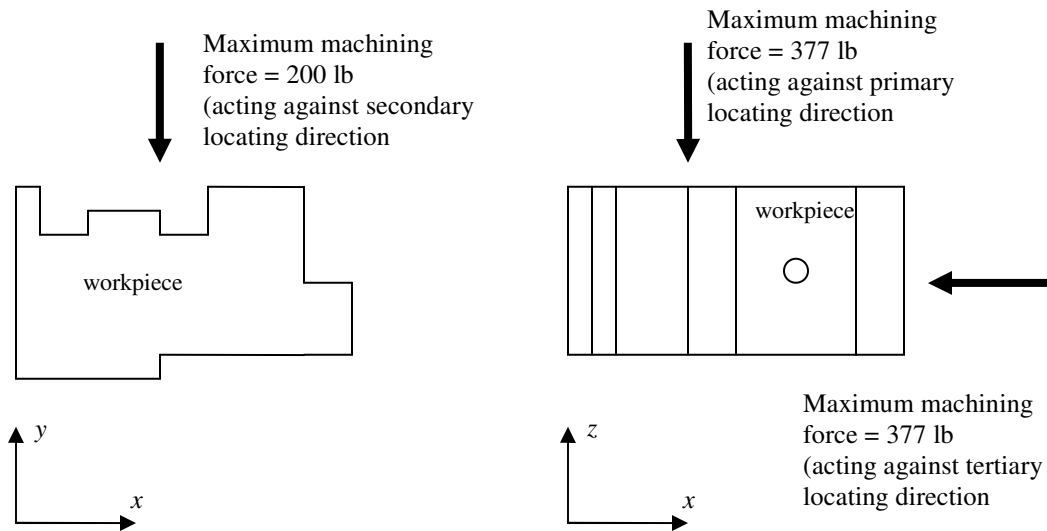 Maximum machining
force = 200 lb
(acting against secondary
locating direction
workpiece
y
x
Maximum machining
force = 377 lb
(acting against primary
locating direction
workpiece
z
x
Maximum machining
force = 377 lb
(acting against tertiary
locating direction